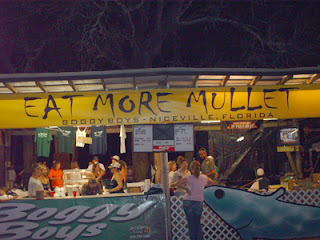 EAT MORE MULLET
BOGGY BOYS - NICEVILLE, FLORIDA
Boggy
Boys